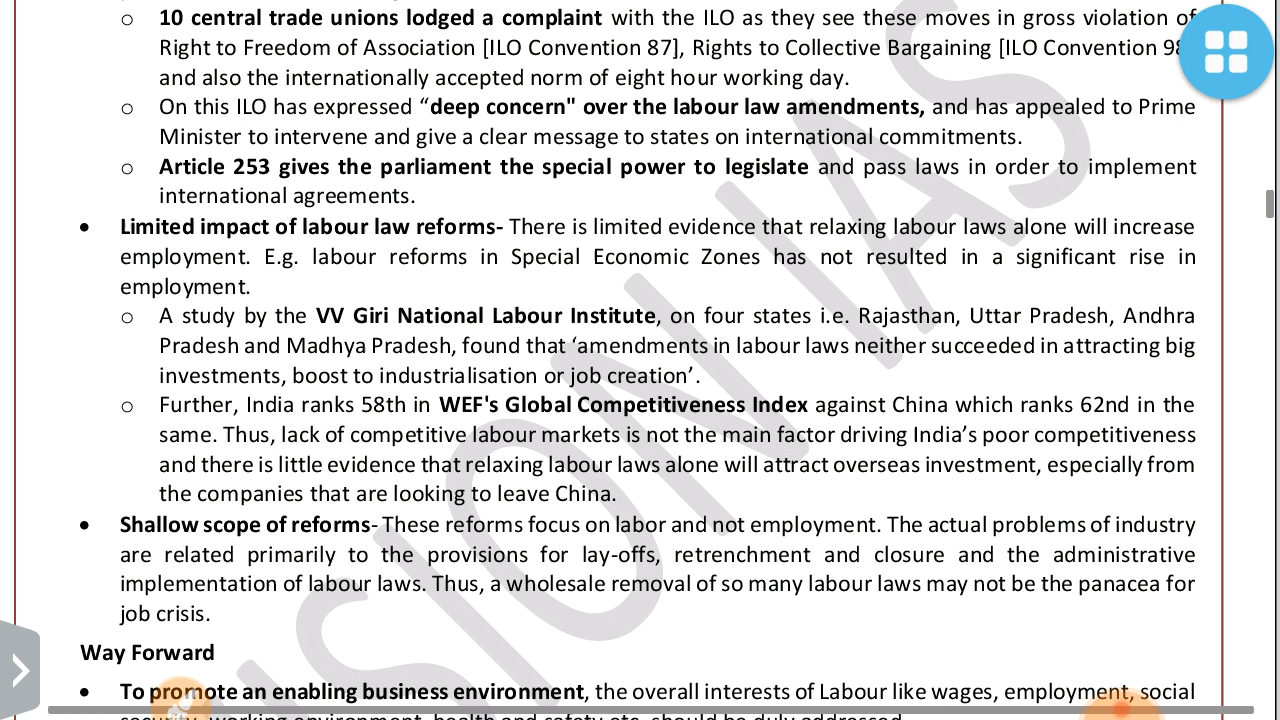 o 10 central trade unions lodged a complaint with the ILO as they see these moves in gross violation of
Right to Freedom of Association [ILO Convention 87], Rights to Collective Bargaining [ILO Convention
and also the internationally accepted norm of eight hour working day.
o On this ILO has expressed “deep concern" over the labour law amendments, and has appealed to Prime
Minister to intervene and give a clear message to states on international commitments.
o Article 253 gives the parliament the special power to legislate and pass laws in order to implement
international agreements.
• Limited impact of labour law reforms- There is limited evidence that relaxing labour laws alone will increase
employment. E.g. labour reforms in Special Economic Zones has not resulted in a significant rise in
employment.
o A study by the VV Giri National Labour Institute, on four states i.e. Rajasthan, Uttar Pradesh, Andhra
Pradesh and Madhya Pradesh, found that ‘amendments in labour laws neither succeeded in attracting big
investments, boost to industrialisation or job creation’.
o Further, India ranks 58th in WEF's Global Competitiveness Index against China which ranks 62nd in the
same. Thus, lack of competitive labour markets is not the main factor driving India’s poor competitiveness
and there is little evidence that relaxing labour laws alone will attract overseas investment, especially from
the companies that are looking to leave China.
• Shallow scope of reforms- These reforms focus on labor and not employment. The actual problems of industry
are related primarily to the provisions for lay-offs, retrenchment and closure and the administrative
implementation of labour laws. Thus, a wholesale removal of so many labour laws may not be the panacea for
job crisis.
Way Forward
• To promote an enabling business environment, the overall interests of Labour like wages, employment, social